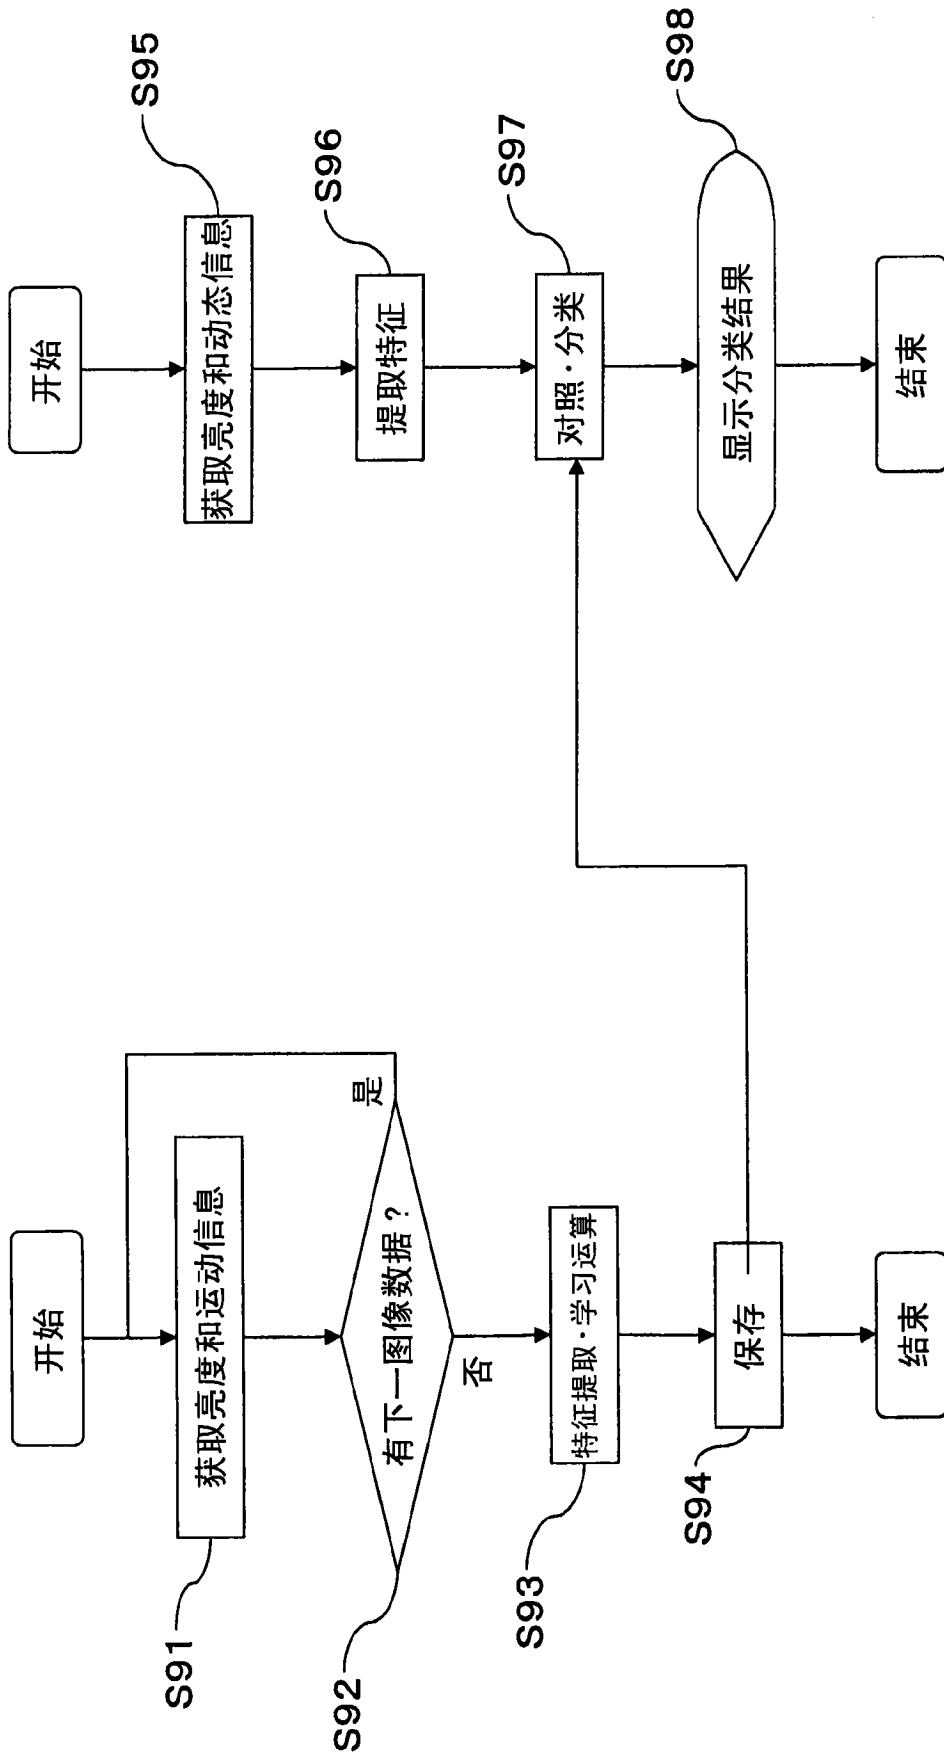 开始
S91
获取亮度和运动信息
S92
有下一图像数据？
是
否
S93
特征提取·学习运算
S94
保存
结束
开始
S95
获取亮度和动态信息
S96
提取特征
S97
对照·分类
S98
显示分类结果
结束